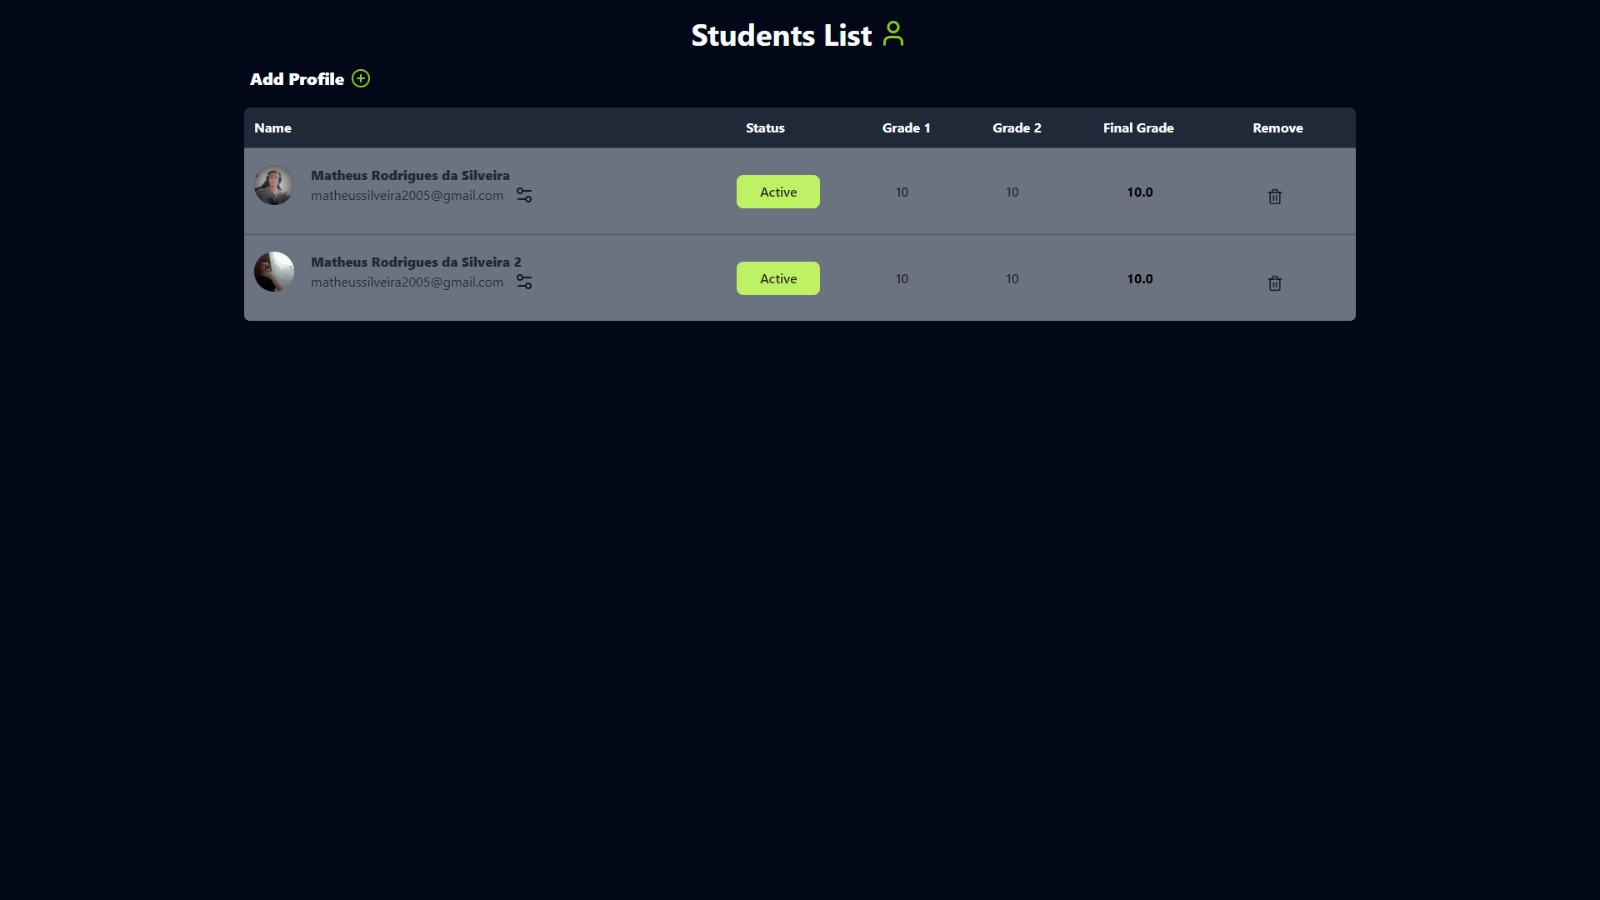 Students List
Add Profile
Name Status Grade 1 Grade 2 Final Grade Remove
Matheus Rodrigues da Silveira
matheussilveira2005@gmail.com Active 10 10 10.0
Matheus Rodrigues da Silveira 2
matheussilveira2005@gmail.com Active 10 10 10.0